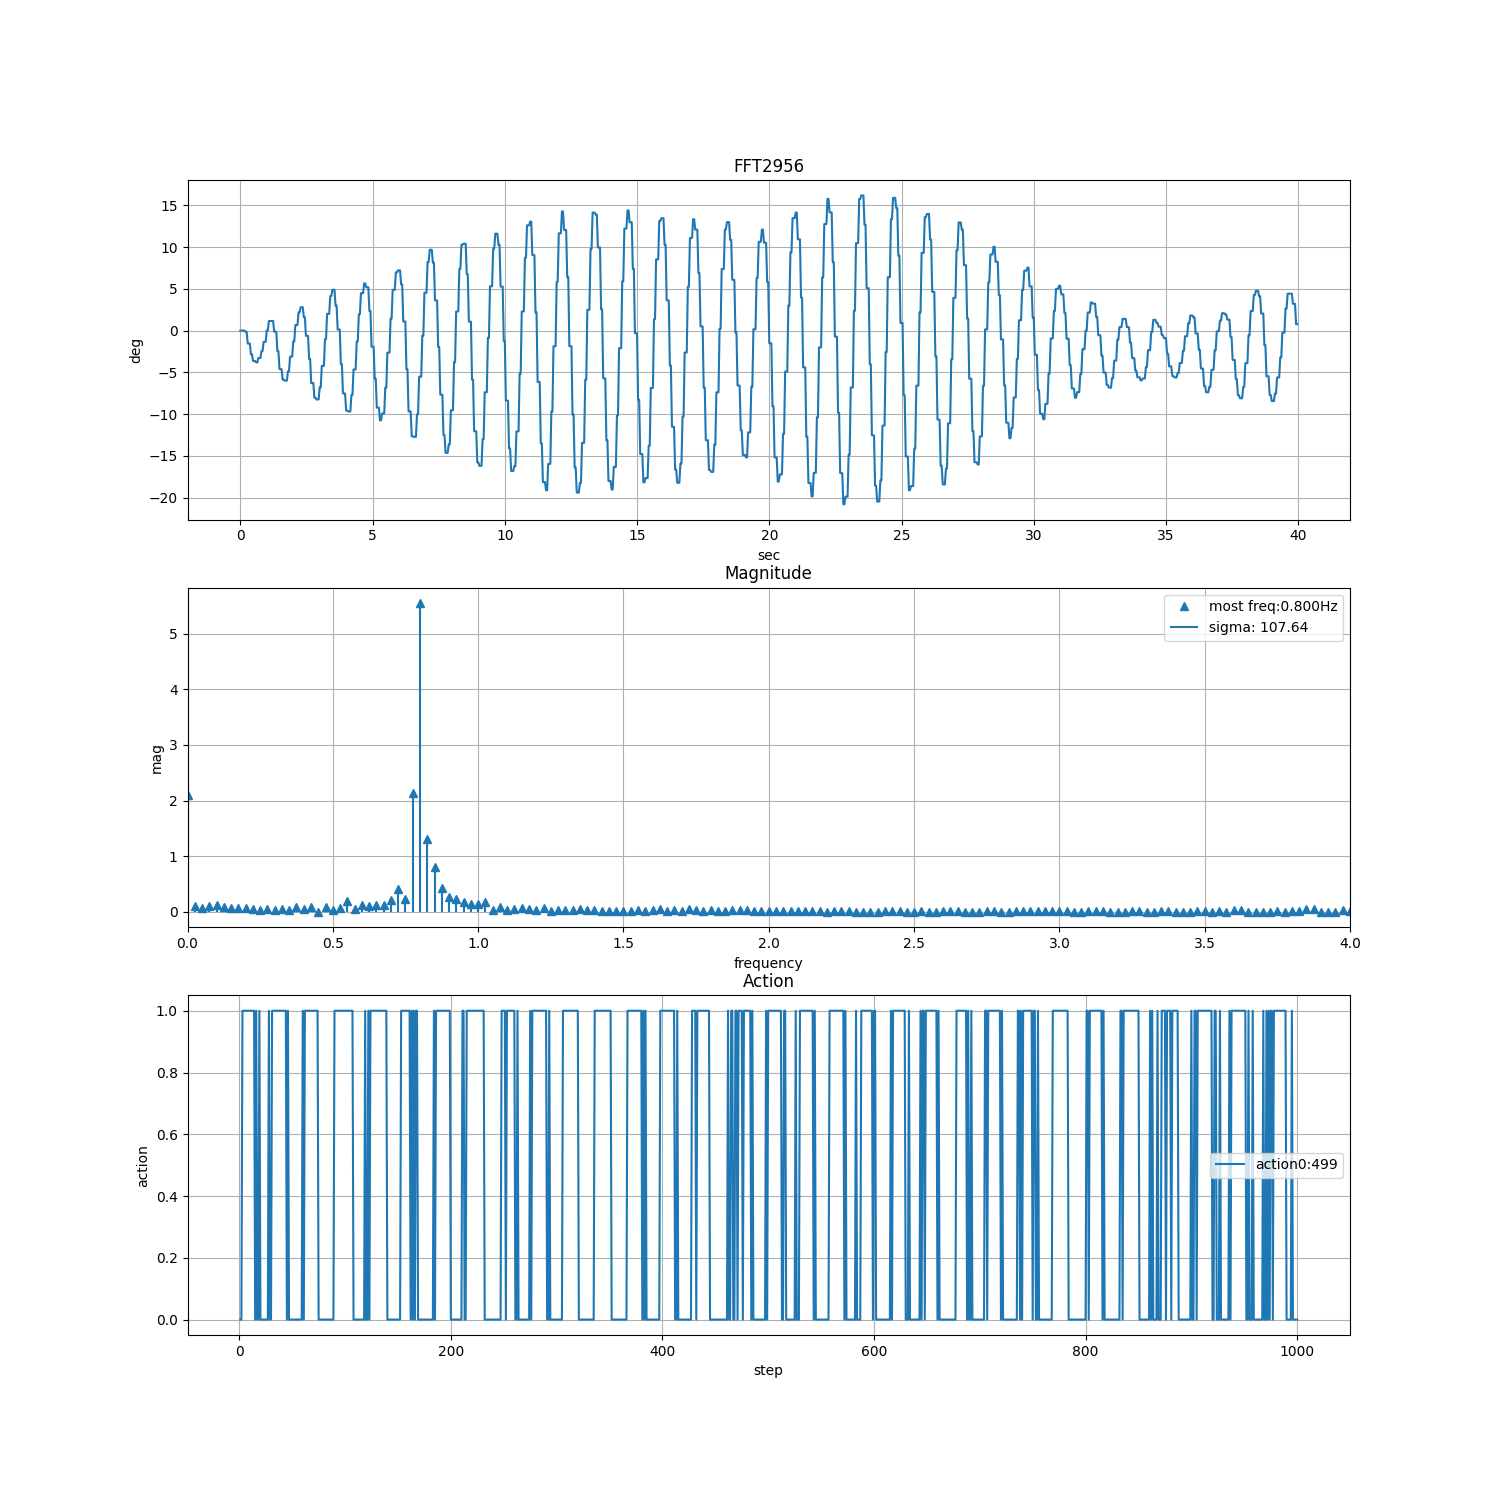 FFT2956
15
10
5
0
−5
−10
−15
−20
deg
0 5 10 15 20 25 30 35 40
sec
Magnitude
most freq:0.800Hz
sigma: 107.64
5
4
3
2
1
0
mag
0.0 0.5 1.0 1.5 2.0 2.5 3.0 3.5 4.0
frequency
Action
1.0
0.8
0.6
0.4
0.2
0.0
action
action0:499
0 200 400 600 800 1000
step